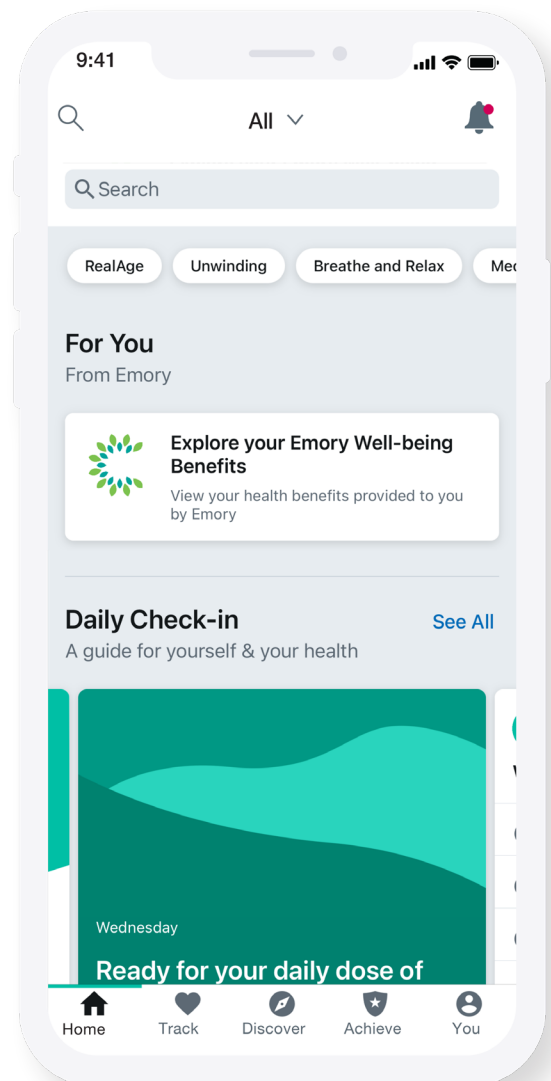 9:41
All
Search
RealAge
Unwinding
Breathe and Relax
For You
From Emory
Explore your Emory Well-being
Benefits
View your health benefits provided to you
by Emory
Daily Check-in
See All
A guide for yourself & your health
Wednesday
Ready for your daily dose of
Home
Track
Discover
Achieve
You